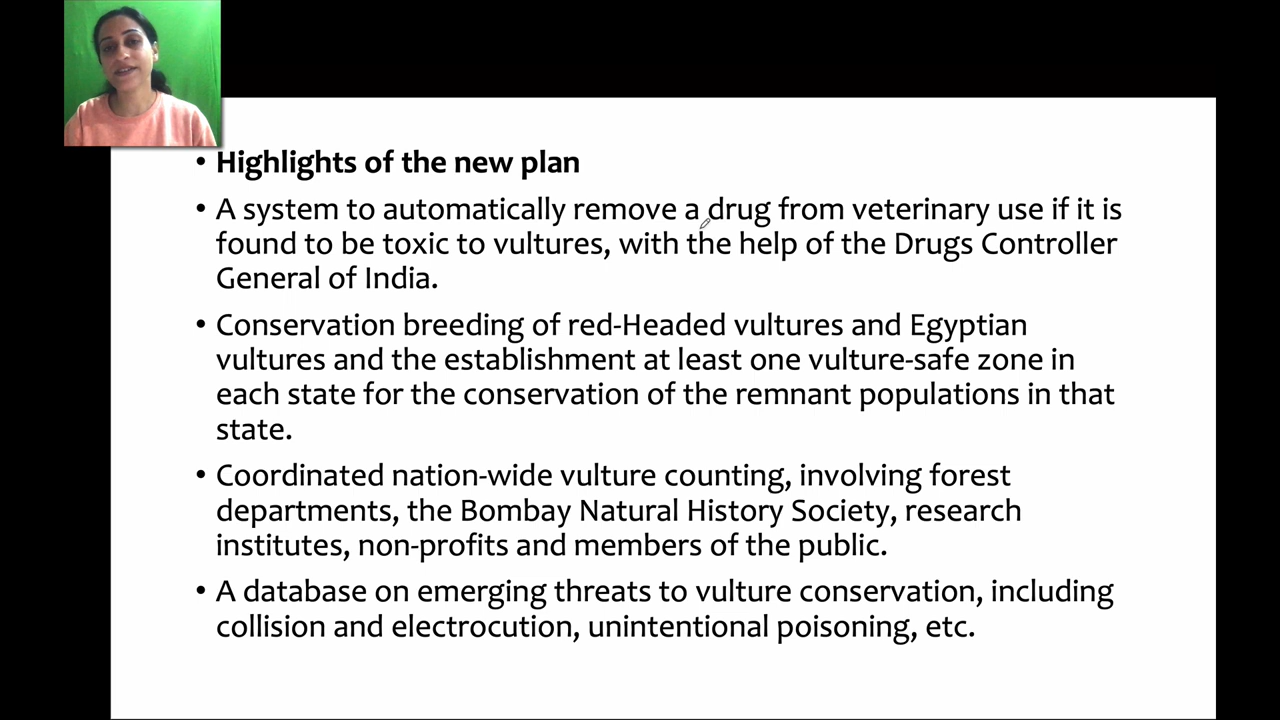 • Highlights of the new plan
• A system to automatically remove a drug from veterinary use if it is
found to be toxic to vultures, with the help of the Drugs Controller
General of India.
• Conservation breeding of red-Headed vultures and Egyptian
vultures and the establishment at least one vulture-safe zone in
each state for the conservation of the remnant populations in that
state.
• Coordinated nation-wide vulture counting, involving forest
departments, the Bombay Natural History Society, research
institutes, non-profits and members of the public.
• A database on emerging threats to vulture conservation, including
collision and electrocution, unintentional poisoning, etc.